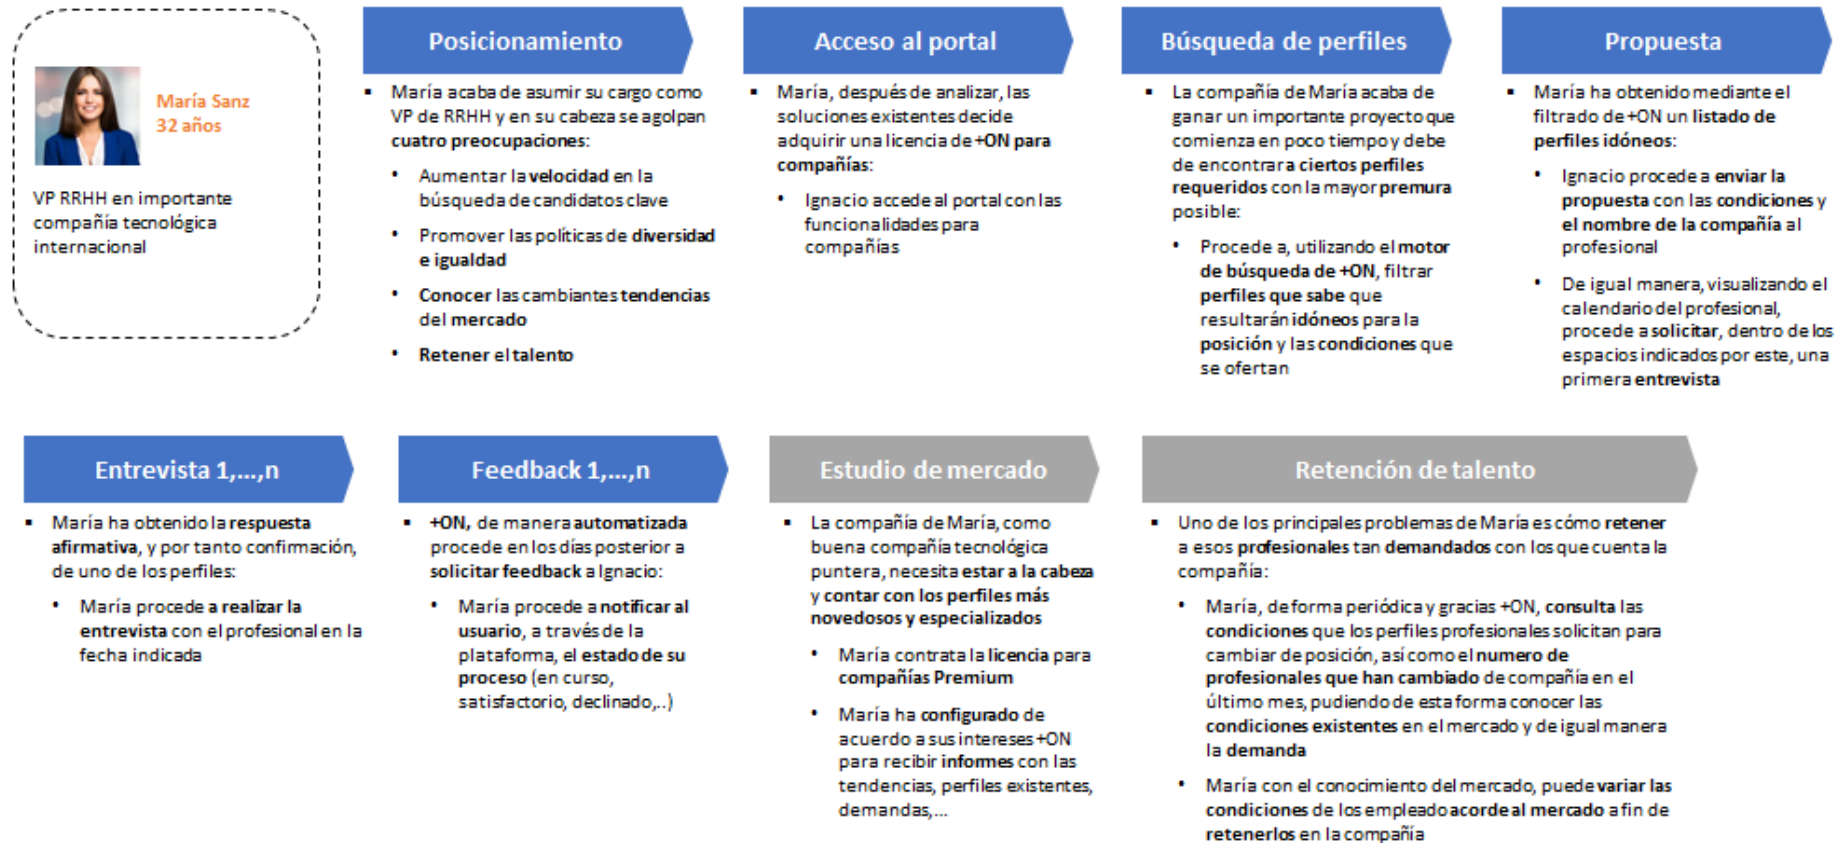 María Sanz
32 años
VP RRHH en importante
compañía tecnológica
internacional
Posicionamiento
▪ María acaba de asumir su cargo como
VP de RRHH y en su cabeza se agolpan
cuatro preocupaciones:
• Aumentar la velocidad en la
búsqueda de candidatos clave
• Promover las políticas de diversidad
e igualdad
• Conocer las cambiantes tendencias
del mercado
• Retener el talento
Acceso al portal
▪ María, después de analizar, las
soluciones existentes decide
adquirir una licencia de +ON para
compañías:
• Ignacio accede al portal con las
funcionalidades para
compañías
Búsqueda de perfiles
▪ La compañía de María acaba de
ganar un importante proyecto que
comienza en poco tiempo y debe
de encontrar a ciertos perfiles
requeridos con la mayor premura
posible:
• Procede a, utilizando el motor
de búsqueda de +ON, filtrar
perfiles que sabe que
resultarán idóneos para la
posición y las condiciones que
se ofertan
Propuesta
▪ María ha obtenido mediante el
filtrado de +ON un listado de
perfiles idóneos:
• Ignacio procede a enviar la
propuesta con las condiciones y
el nombre de la compañía al
profesional
• De igual manera, visualizando el
calendario del profesional,
procede a solicitar, dentro de los
espacios indicados por este, una
primera entrevista
Entrevista 1,...,n
▪ María ha obtenido la respuesta
afirmativa, y por tanto confirmación,
de uno de los perfiles:
• María procede a realizar la
entrevista con el profesional en la
fecha indicada
Feedback 1,...,n
▪ +ON, de manera automatizada
procede en los días posterior a
solicitar feedback a Ignacio:
• María procede a notificar al
usuario, a través de la
plataforma, el estado de su
proceso (en curso,
satisfactorio, declinado,..)
Estudio de mercado
▪ La compañía de María, como
buena compañía tecnológica
puntera, necesita estar a la cabeza
y contar con los perfiles más
novedosos y especializados
• María contrata la licencia para
compañías Premium
• María ha configurado de
acuerdo a sus intereses +ON
para recibir informes con las
tendencias, perfiles existentes,
demandas,...
Retención de talento
▪ Uno de los principales problemas de María es cómo retener
a esos profesionales tan demandados con los que cuenta la
compañía:
• María, de forma periódica y gracias +ON, consulta las
condiciones que los perfiles profesionales solicitan para
cambiar de posición, así como el numero de
profesionales que han cambiado de compañía en el
último mes, pudiendo de esta forma conocer las
condiciones existentes en el mercado y de igual manera
la demanda
• María con el conocimiento del mercado, puede variar las
condiciones de los empleado acorde al mercado a fin de
retenerlos en la compañía